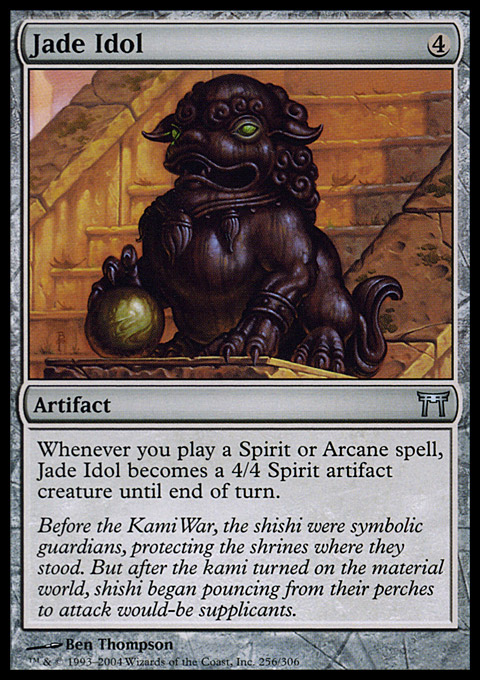 Jade Idol 4
Artifact
Whenever you play a Spirit or Arcane spell,
Jade Idol becomes a 4/4 Spirit artifact
creature until end of turn.
Before the Kami War, the shishi were symbolic
guardians, protecting the shrines where they
stood. But after the kami turned on the material
world, shishi began pouncing from their perches
to attack would-be supplicants.
Ben Thompson
™ & © 1993–2004 Wizards of the Coast, Inc. 256/306